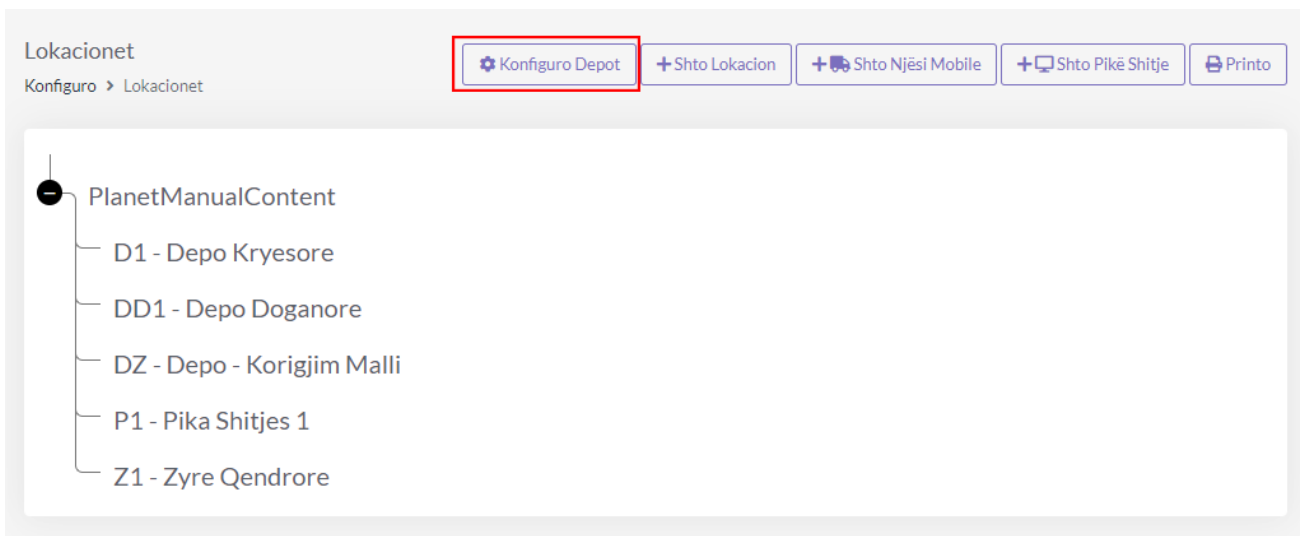 Lokacionet
Konfiguro > Lokacionet
Konfiguro Depot
+ Shto Lokacion
+ Shto Njësi Mobile
+ Shto Pikë Shitje
Printo
PlanetManualContent
D1 - Depo Kryesore
DD1 - Depo Doganore
DZ - Depo - Korigjim Malli
P1 - Pika Shitjes 1
Z1 - Zyre Qendrore